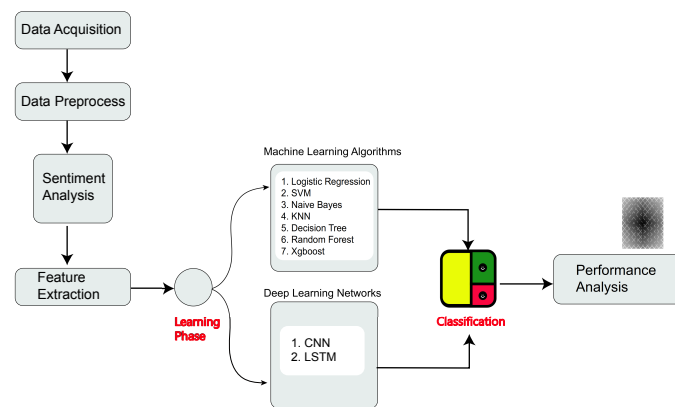 Data Acquisition
Data Preprocess
Sentiment
Analysis
Feature
Extraction
Learning
Phase
Machine Learning Algorithms
1. Logistic Regression
2. SVM
3. Naive Bayes
4. KNN
5. Decision Tree
6. Random Forest
7. Xgboost
Deep Learning Networks
1. CNN
2. LSTM
Classification
Performance
Analysis